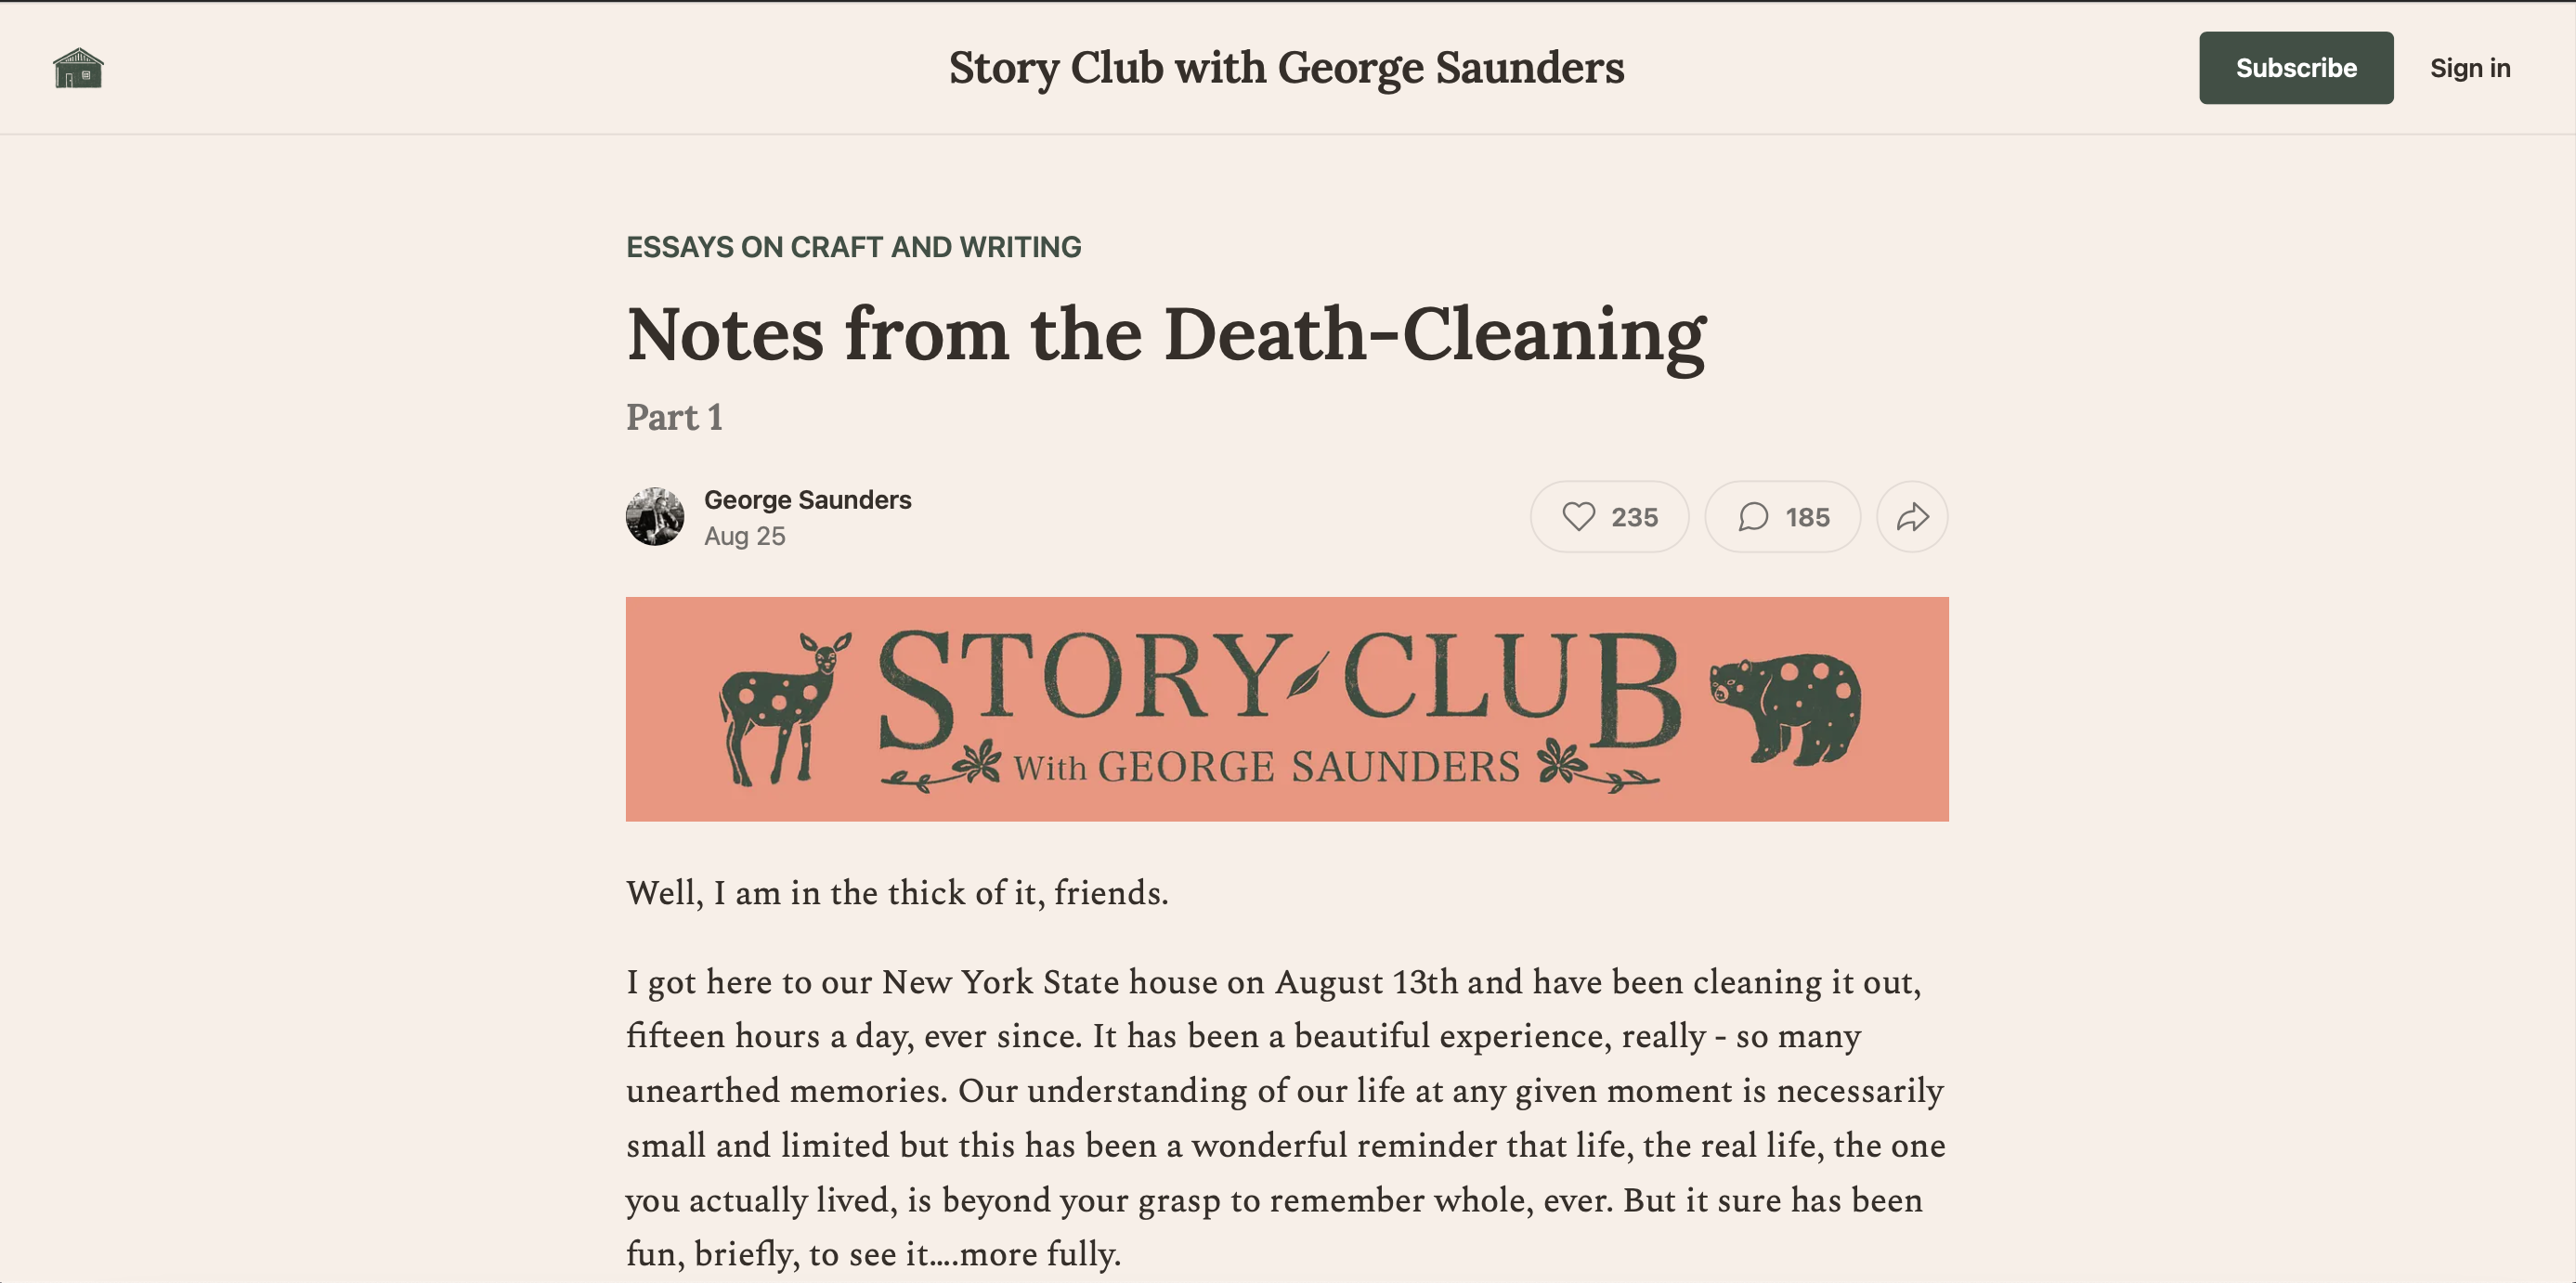 Story Club with George Saunders
Subscribe
Sign in
ESSAYS ON CRAFT AND WRITING
Notes from the Death-Cleaning
Part 1
George Saunders
Aug 25
235
185
STORY CLUB
With GEORGE SAUNDERS
Well, I am in the thick of it, friends.
I got here to our New York State house on August 13th and have been cleaning it out,
fifteen hours a day, ever since. It has been a beautiful experience, really - so many
unearthed memories. Our understanding of our life at any given moment is necessarily
small and limited but this has been a wonderful reminder that life, the real life, the one
you actually lived, is beyond your grasp to remember whole, ever. But it sure has been
fun, briefly, to see it....more fully.